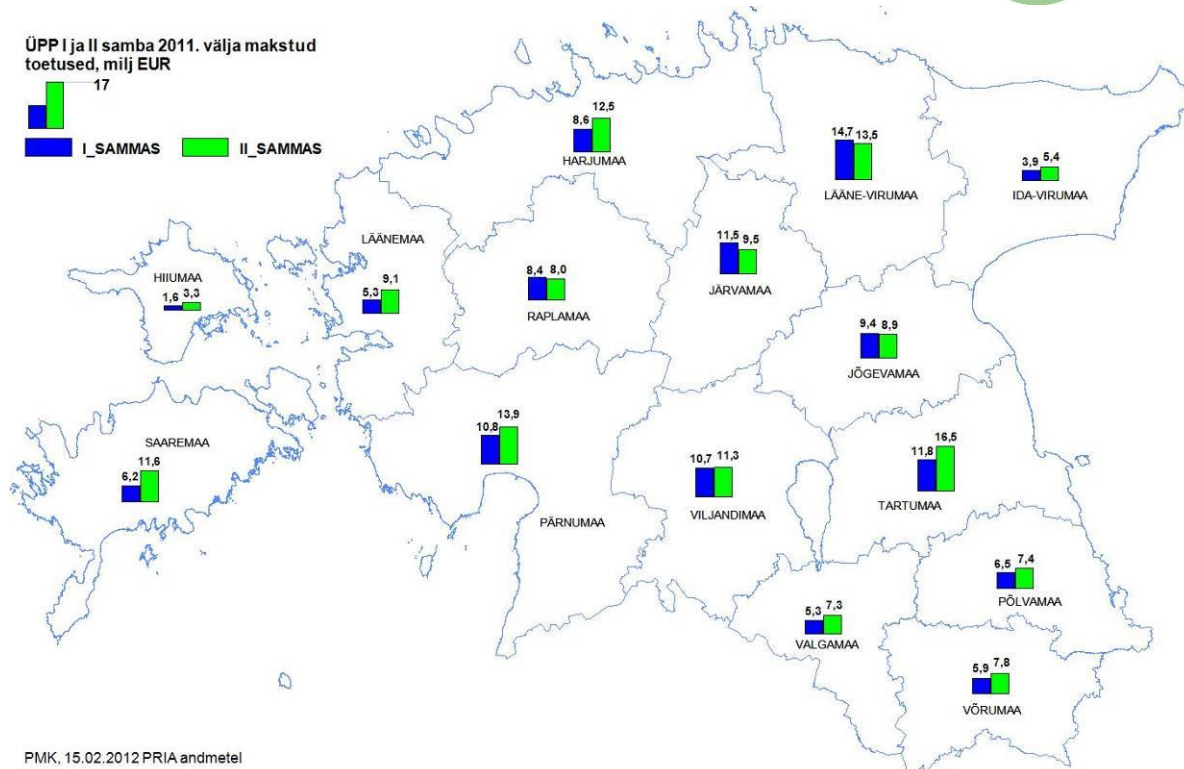 ÜPP I ja II samba 2011. välja makstud
toetused, milj EUR
17
I_SAMMAS II_SAMMAS
8,6 12,5
HARJUMAA
14,7 13,5
LÄÄNE-VIRUMAA
3,9 5,4
IDA-VIRUMAA
LÄÄNEMAA
5,3 9,1
HIIUMAA
1,6 3,3
8,4 8,0
RAPLAMAA
11,5 9,5
JÄRVAMAA
9,4 8,9
JÕGEVAMAA
SAAREMAA
6,2 11,6
10,8 13,9
PÄRNUMAA
10,7 11,3
VILJANDIMAA
11,8 16,5
TARTUMAA
6,5 7,4
PÕLVAMAA
5,3 7,3
VALGAMAA
5,9 7,8
VÕRUMAA
PMK, 15.02.2012 PRIA andmetel